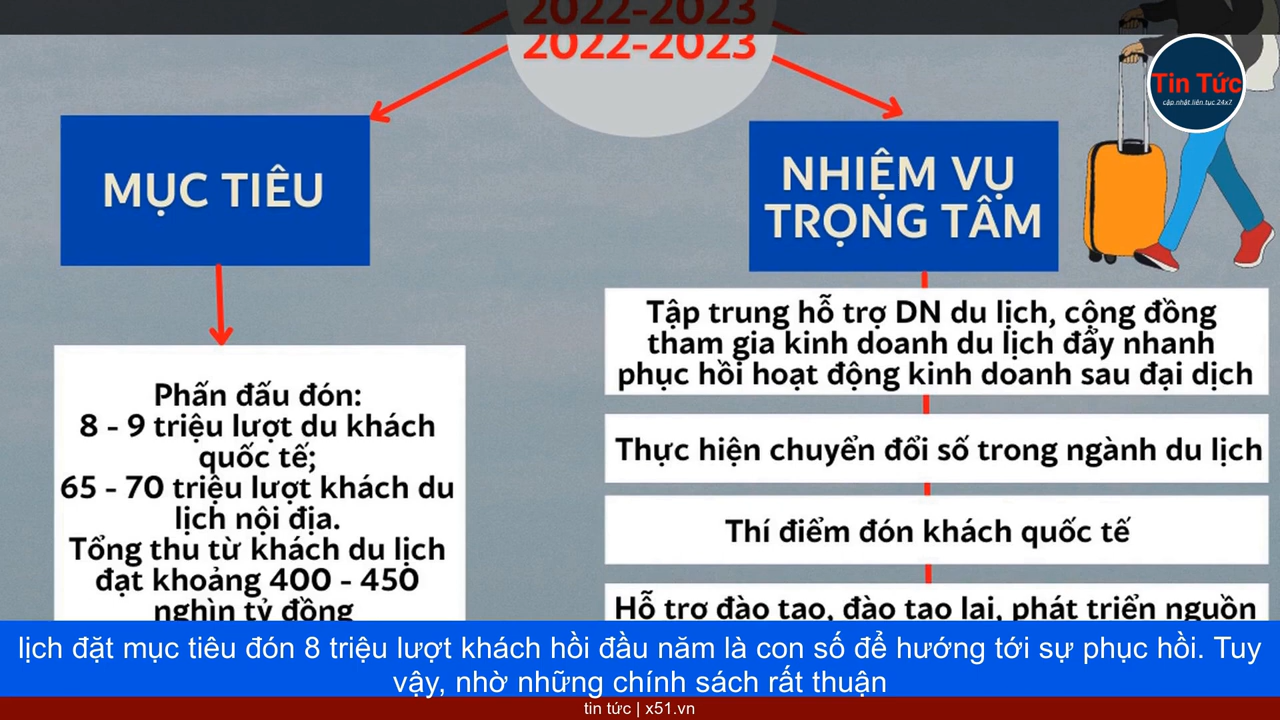 2022-2023
2022-2023
Tin Tức
cập nhật liên tục 24x7
MỤC TIÊU
NHIỆM VỤ
TRỌNG TÂM
Phấn đấu đón:
8 - 9 triệu lượt du khách
quốc tế;
65 - 70 triệu lượt khách du
lịch nội địa.
Tổng thu từ khách du lịch
đạt khoảng 400 - 450
nghìn tỷ đồng
Tập trung hỗ trợ DN du lịch, cộng đồng
tham gia kinh doanh du lịch đẩy nhanh
phục hồi hoạt động kinh doanh sau đại dịch
Thực hiện chuyển đổi số trong ngành du lịch
Thí điểm đón khách quốc tế
Hỗ trợ đào tạo, đào tạo lại, phát triển nguồn
lịch đặt mục tiêu đón 8 triệu lượt khách hồi đầu năm là con số để hướng tới sự phục hồi. Tuy
vậy, nhờ những chính sách rất thuận
tin tức | x51.vn